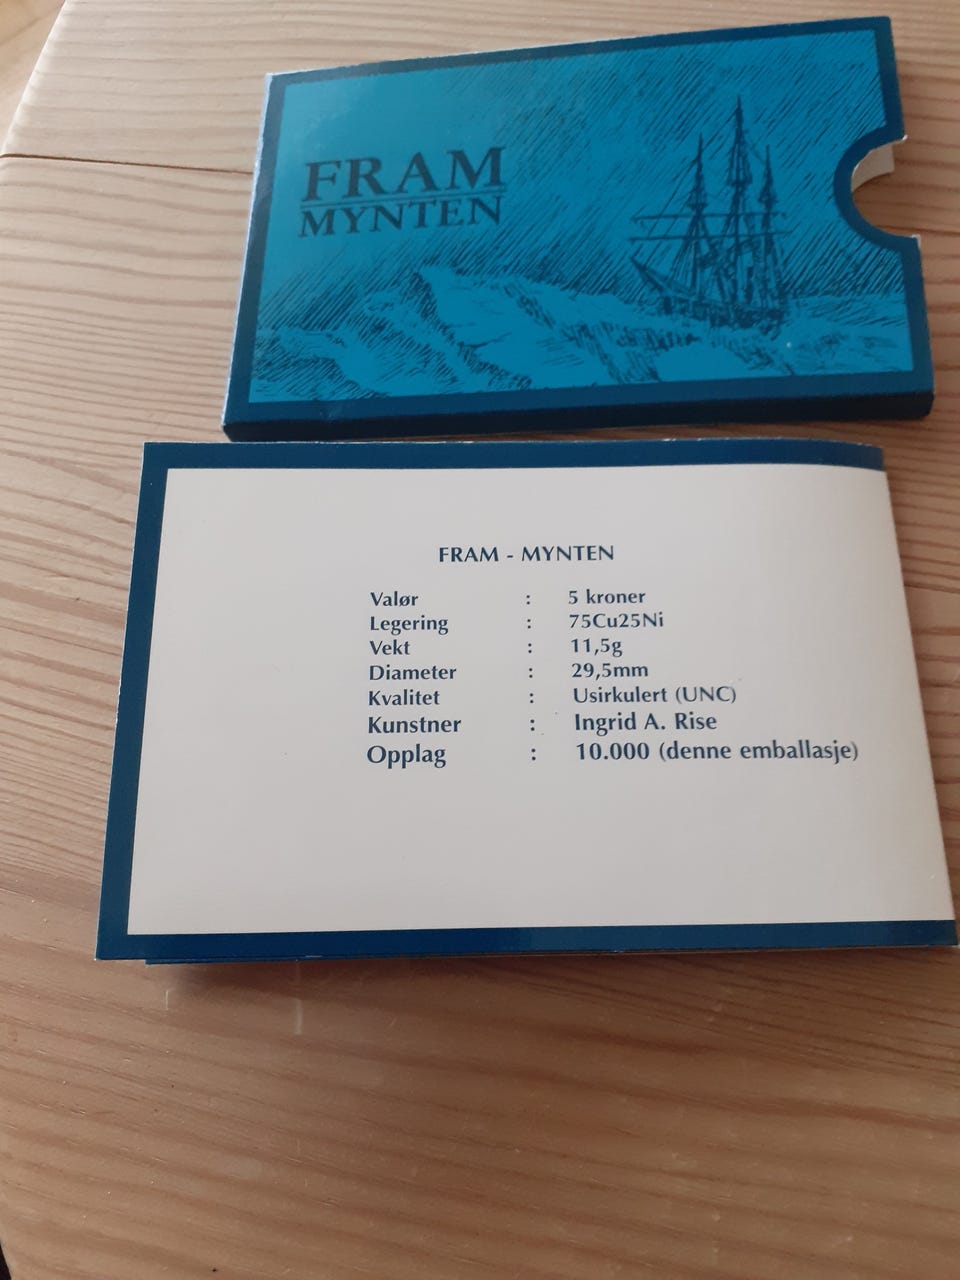 FRAM
MYNTEN
FRAM - MYNTEN
Valør : 5 kroner
Legering : 75Cu25Ni
Vekt : 11,5g
Diameter : 29,5mm
Kvalitet : Usirkulert (UNC)
Kunstner : Ingrid A. Rise
Opplag : 10.000 (denne emballasje)